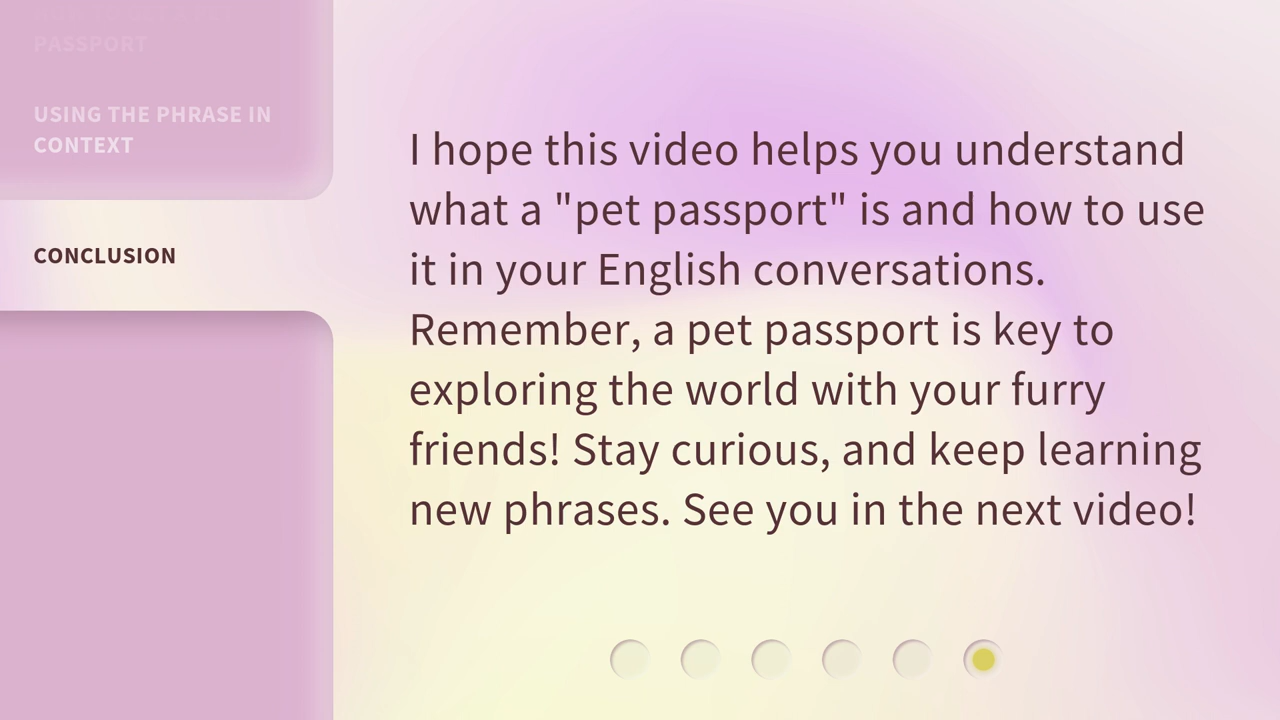 PASSPORT
USING THE PHRASE IN
CONTEXT
CONCLUSION
I hope this video helps you understand
what a "pet passport" is and how to use
it in your English conversations.
Remember, a pet passport is key to
exploring the world with your furry
friends! Stay curious, and keep learning
new phrases. See you in the next video!